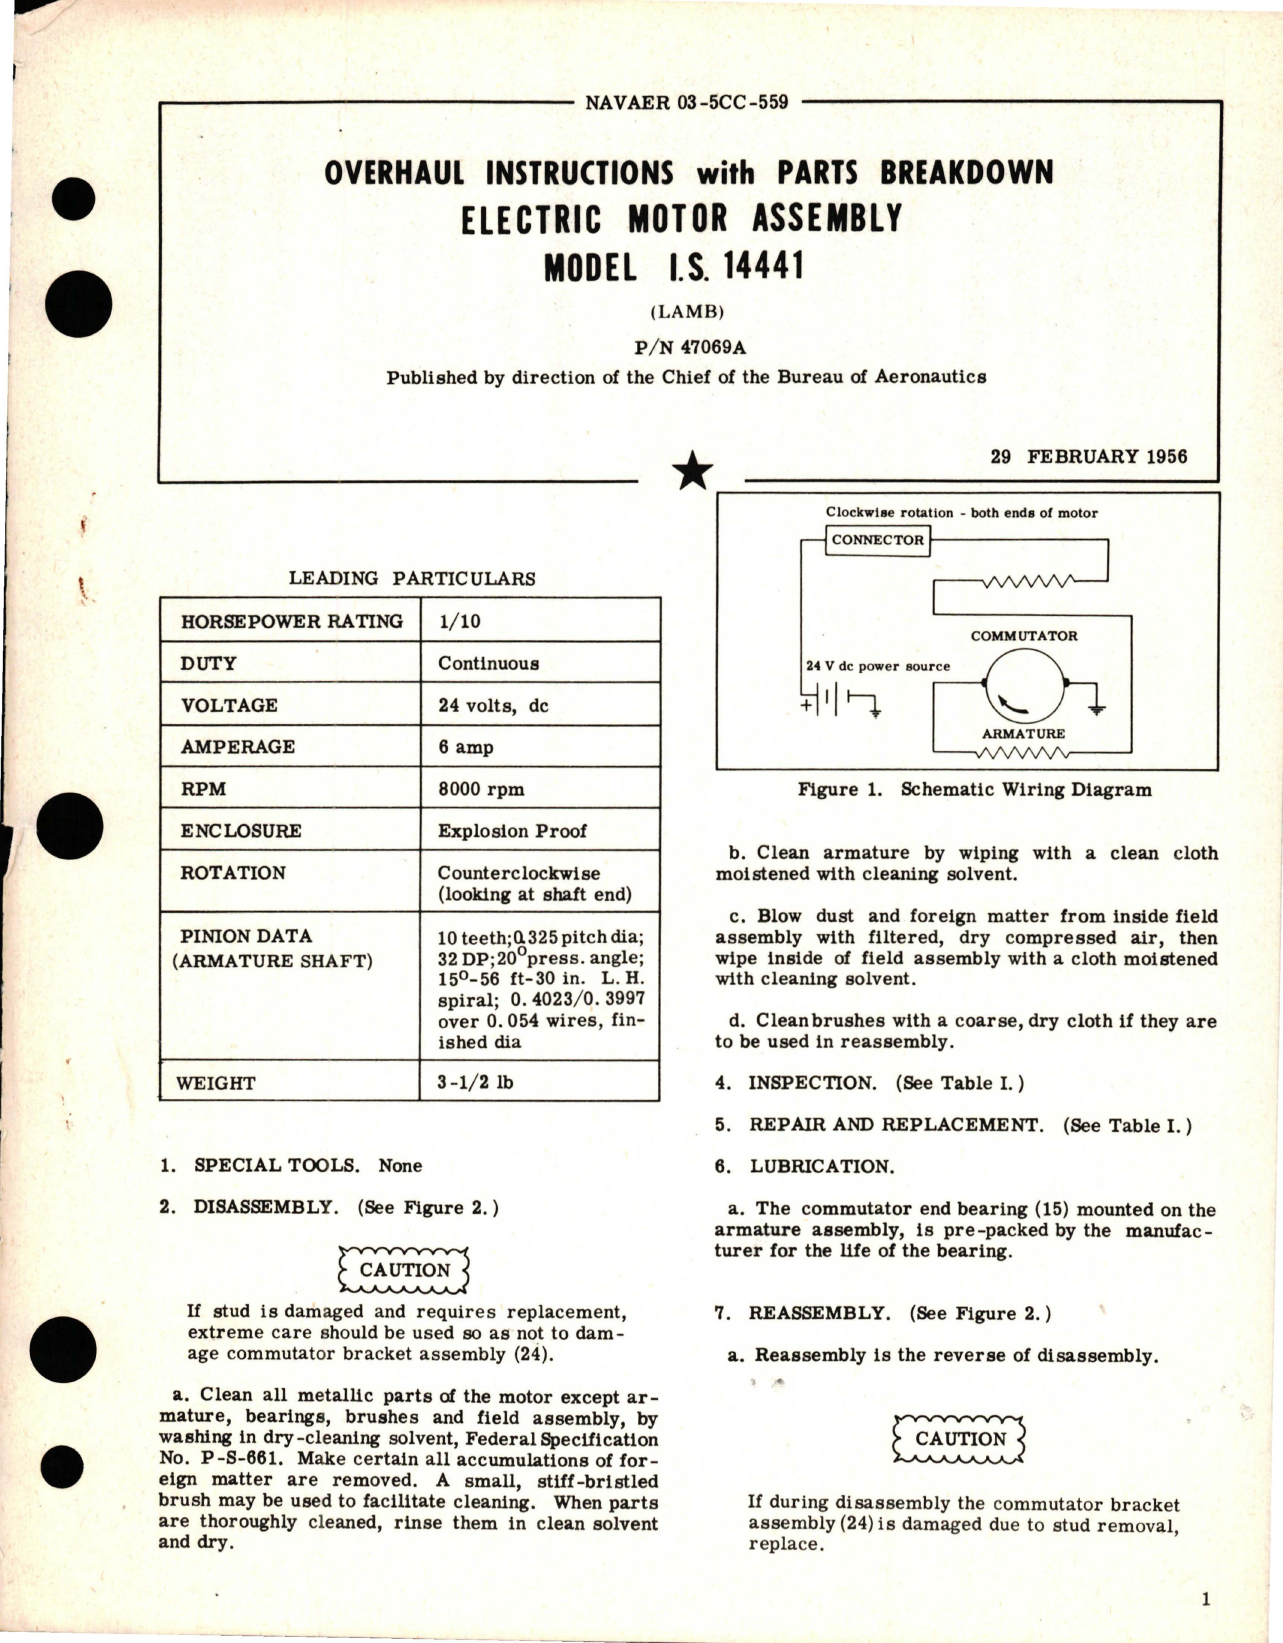 NAVAER 03-5CC-559
OVERHAUL INSTRUCTIONS with PARTS BREAKDOWN
ELECTRIC MOTOR ASSEMBLY
MODEL I.S. 14441
(LAMB)
P/N 47069A
Published by direction of the Chief of the Bureau of Aeronautics
29 FEBRUARY 1956
LEADING PARTICULARS
HORSEPOWER RATING 1/10
DUTY Continuous
VOLTAGE 24 volts, dc
AMPERAGE 6 amp
RPM 8000 rpm
ENCLOSURE Explosion Proof
ROTATION Counterclockwise
(looking at shaft end)
PINION DATA 10 teeth;0.325 pitch dia;
(ARMATURE SHAFT) 32 DP;20° press. angle;
15°-56 ft-30 in. L.H.
spiral; 0.4023/0.3997
over 0.054 wires, fin-
ished dia
WEIGHT 3-1/2 lb
1. SPECIAL TOOLS. None
2. DISASSEMBLY. (See Figure 2.)
CAUTION
If stud is damaged and requires replacement,
extreme care should be used so as not to dam-
age commutator bracket assembly (24).
a. Clean all metallic parts of the motor except ar-
mature, bearings, brushes and field assembly, by
washing in dry-cleaning solvent, Federal Specification
No. P-S-661. Make certain all accumulations of for-
eign matter are removed. A small, stiff-bristled
brush may be used to facilitate cleaning. When parts
are thoroughly cleaned, rinse them in clean solvent
and dry.
Clockwise rotation - both ends of motor
CONNECTOR
COMMUTATOR
24 V dc power source
+
ARMATURE
Figure 1. Schematic Wiring Diagram
b. Clean armature by wiping with a clean cloth
moistened with cleaning solvent.
c. Blow dust and foreign matter from inside field
assembly with filtered, dry compressed air, then
wipe inside of field assembly with a cloth moistened
with cleaning solvent.
d. Clean brushes with a coarse, dry cloth if they are
to be used in reassembly.
4. INSPECTION. (See Table I.)
5. REPAIR AND REPLACEMENT. (See Table I.)
6. LUBRICATION.
a. The commutator end bearing (15) mounted on the
armature assembly, is pre-packed by the manufac-
turer for the life of the bearing.
7. REASSEMBLY. (See Figure 2.)
a. Reassembly is the reverse of disassembly.
CAUTION
If during disassembly the commutator bracket
assembly (24) is damaged due to stud removal,
replace.
1